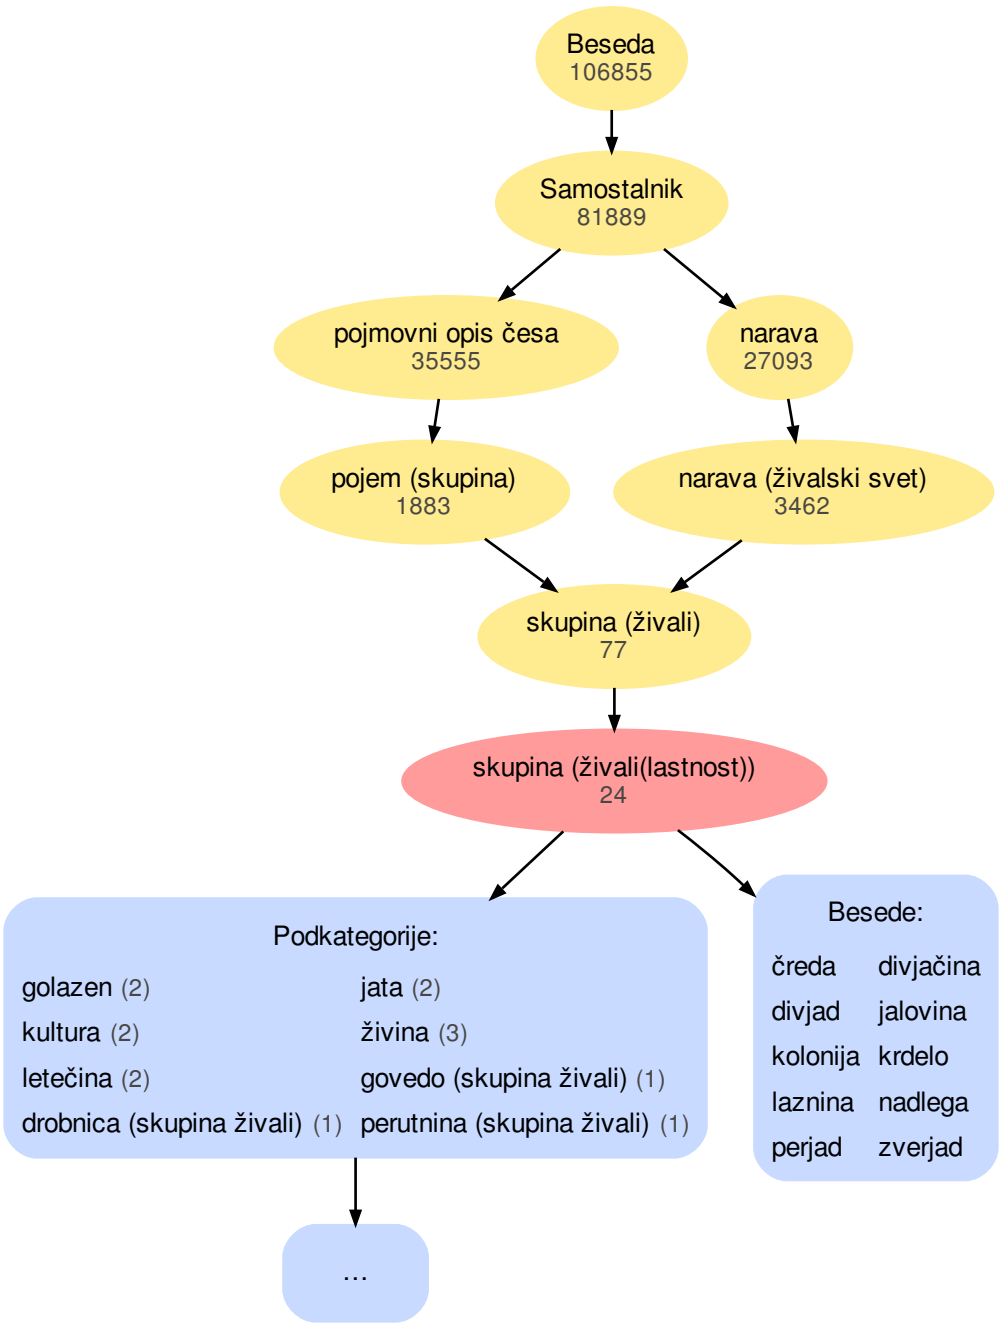 Beseda
106855
Samostalnik
81889
pojmovni opis česa
35555
narava
27093
pojem (skupina)
1883
narava (živalski svet)
3462
skupina (živali)
77
skupina (živali(lastnost))
24
Podkategorije:
golazen (2) jata (2)
kultura (2) živina (3)
letečina (2) govedo (skupina živali) (1)
drobnica (skupina živali) (1) perutnina (skupina živali) (1)
Besede:
čreda divjačina
divjad jalovina
kolonija krdelo
laznina nadlega
perjad zverjad
...